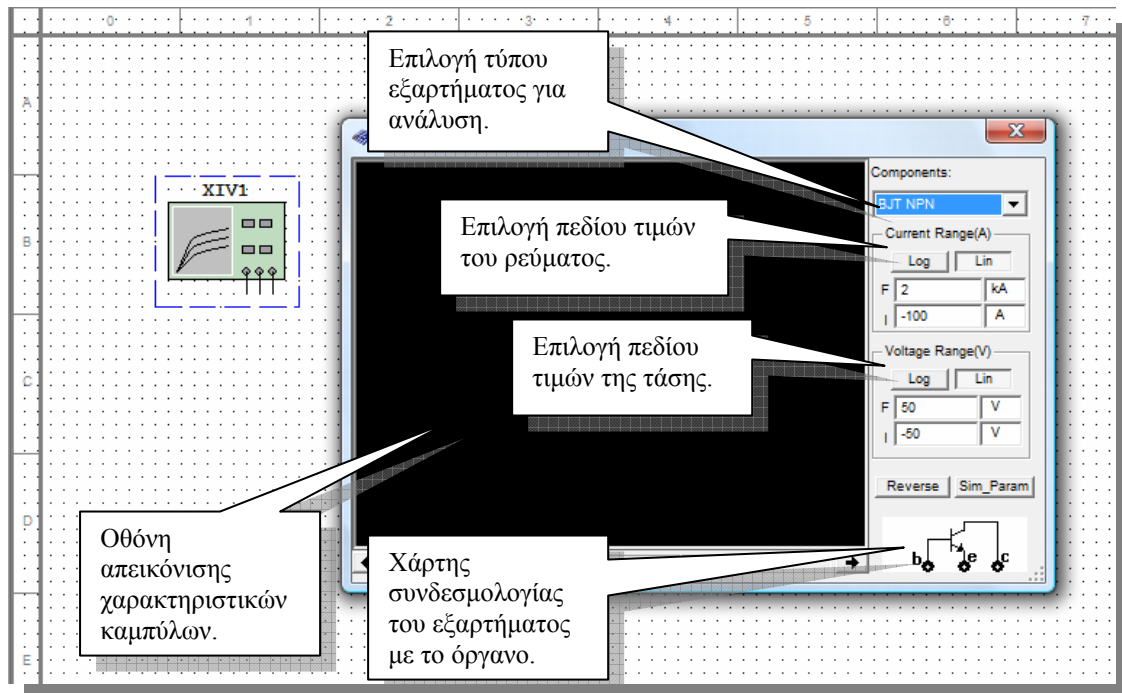 0 1 2 3 4 5 6 7
A
B
C
D
E
XIV1
Επιλογή τύπου
εξαρτήματος για
ανάλυση.
Επιλογή πεδίου τιμών
του ρεύματος.
Επιλογή πεδίου
τιμών της τάσης.
Οθόνη
απεικόνισης
χαρακτηριστικών
καμπύλων.
Χάρτης
συνδεσμολογίας
του εξαρτήματος
με το όργανο.
Components:
BJT NPN
Current Range(A)
Log Lin
F 2 kA
I -100 A
Voltage Range(V)
Log Lin
F 50 V
I -50 V
Reverse Sim_Param
b e c